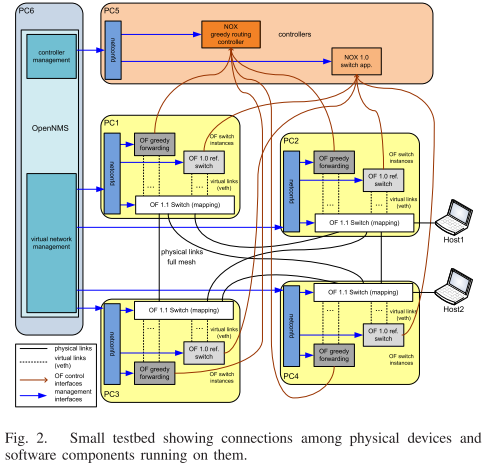 PC6
controller
management
OpenNMS
virtual network
management
PC5
netconfd
NOX
greedy routing
controller
controllers
NOX 1.0
switch app.
PC1
netconfd
OF greedy
forwarding
OF switch
instances
OF 1.0 ref.
switch
virtual links
(veth)
...
...
OF 1.1 Switch (mapping)
PC2
netconfd
OF greedy
forwarding
OF switch
instances
OF 1.0 ref.
switch
virtual links
(veth)
...
...
OF 1.1 Switch (mapping)
Host1
physical links
full mesh
netconfd
OF 1.1 Switch (mapping)
virtual links
(veth)
...
...
OF 1.0 ref.
switch
OF greedy
forwarding
OF switch
instances
PC3
netconfd
OF 1.1 Switch (mapping)
virtual links
(veth)
...
...
OF 1.0 ref.
switch
OF greedy
forwarding
OF switch
instances
PC4
Host2
physical links
virtual links
(veth)
OF control
interfaces
management
interfaces
Fig. 2. Small testbed showing connections among physical devices and
software components running on them.